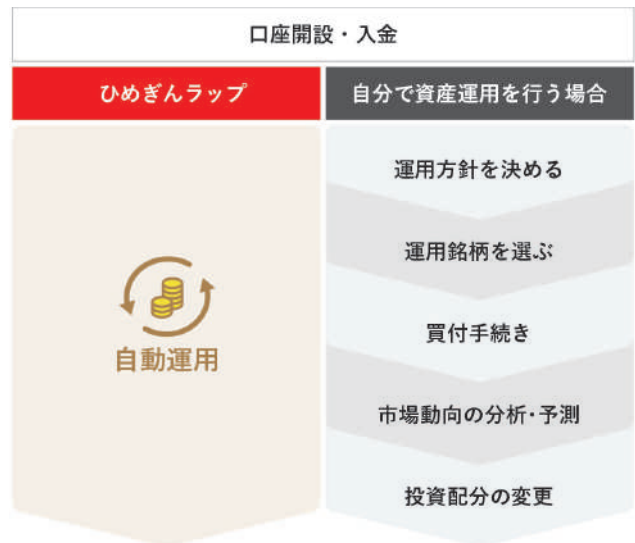 口座開設・入金
ひめぎんラップ
自分で資産運用を行う場合
自動運用
運用方針を決める
運用銘柄を選ぶ
買付手続き
市場動向の分析・予測
投資配分の変更